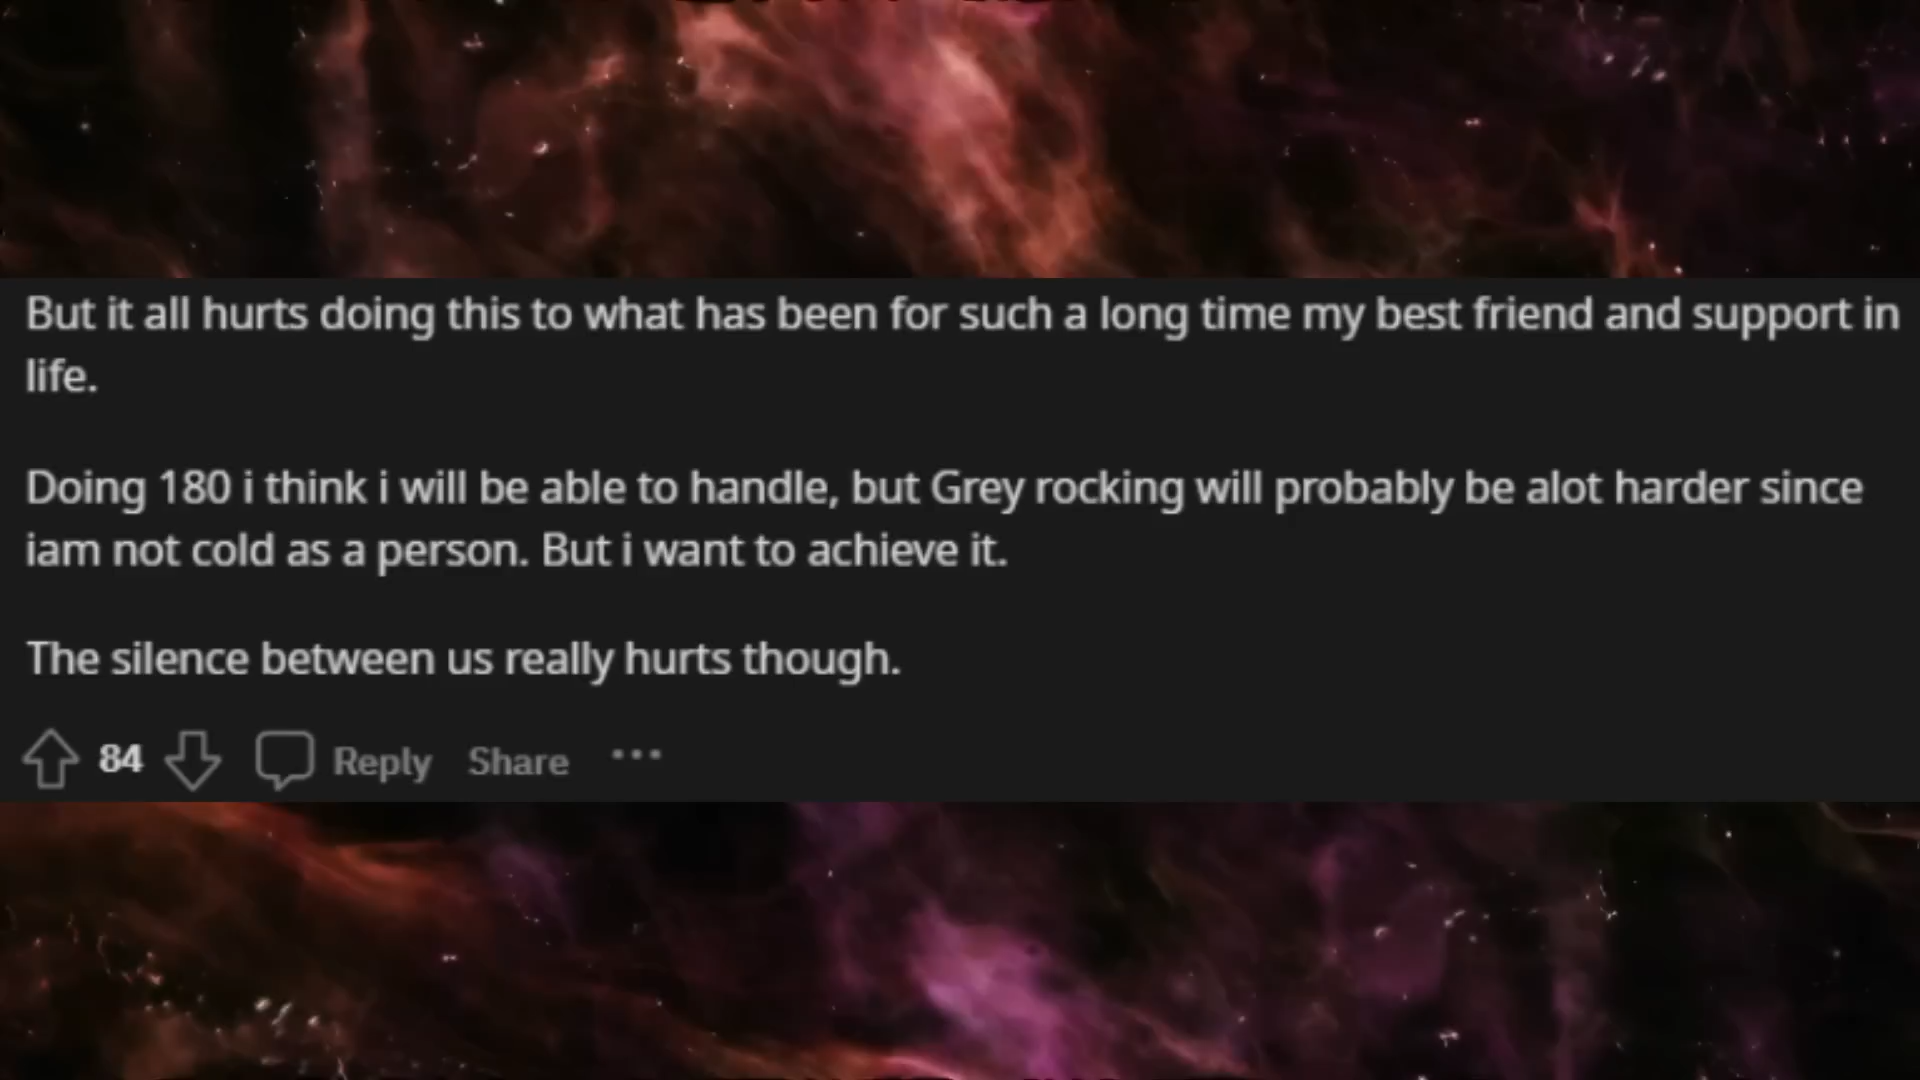 But it all hurts doing this to what has been for such a long time my best friend and support in
life.
Doing 180 i think i will be able to handle, but Grey rocking will probably be alot harder since
iam not cold as a person. But i want to achieve it.
The silence between us really hurts though.
84 Reply Share ...